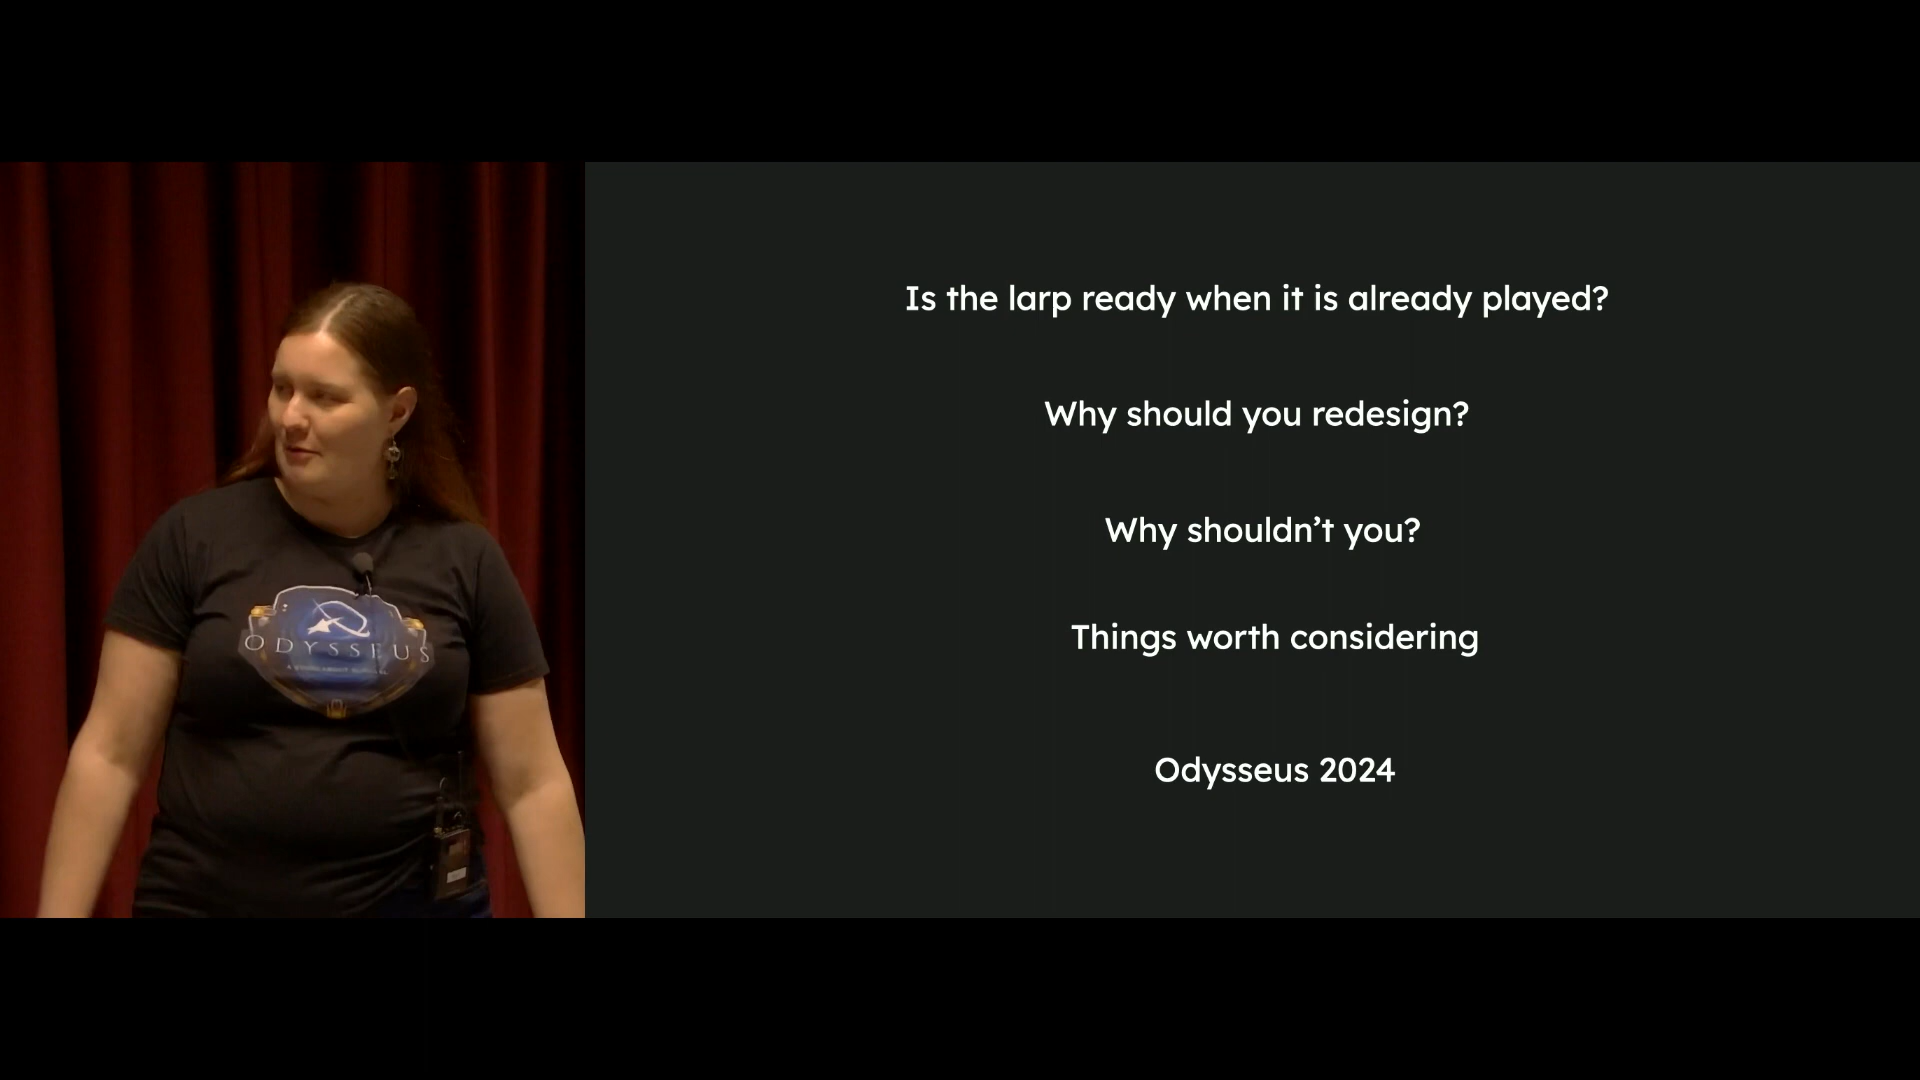 Is the larp ready when it is already played?
Why should you redesign?
Why shouldn’t you?
Things worth considering
Odysseus 2024
ODYSSEUS